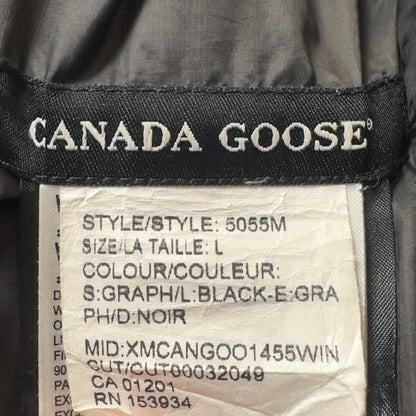 CANADA GOOSE®
STYLE/STYLE: 5055M
SIZE/LA TAILLE: L
COLOUR/COULEUR:
S:GRAPH/L:BLACK-E:GRA
PH/D:NOIR
MID:XMCANGOO1455WIN
CUT/CUT00032049
CA 01201
RN 153934